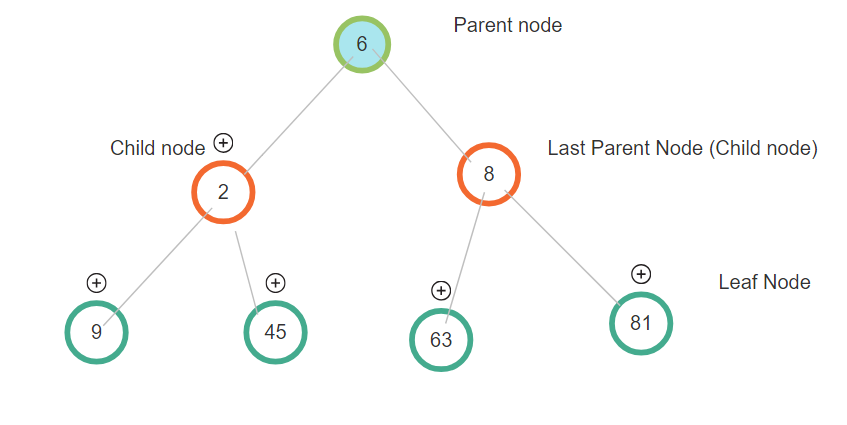 Parent node
6
Child node
Last Parent Node (Child node)
2
8
Leaf Node
9
45
63
81